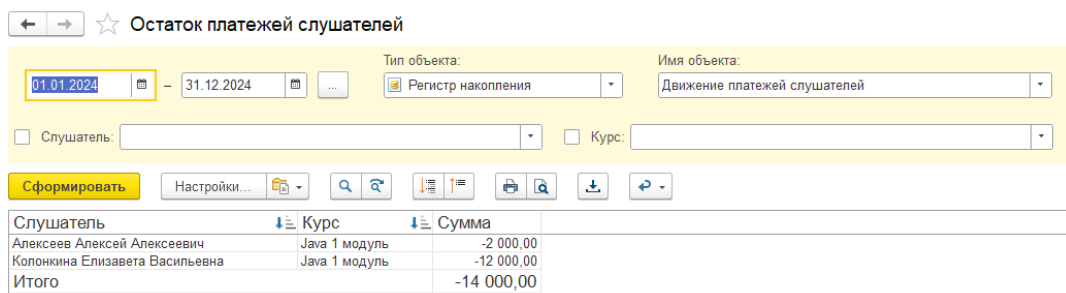 Остаток платежей слушателей
Тип объекта: Имя объекта:
01.01.2024 – 31.12.2024 ... Регистр накопления Движение платежей слушателей
Слушатель: Курс:
Сформировать Настройки...
Слушатель Курс Сумма
Алексеев Алексей Алексеевич Java 1 модуль -2 000,00
Колонкина Елизавета Васильевна Java 1 модуль -12 000,00
Итого -14 000,00